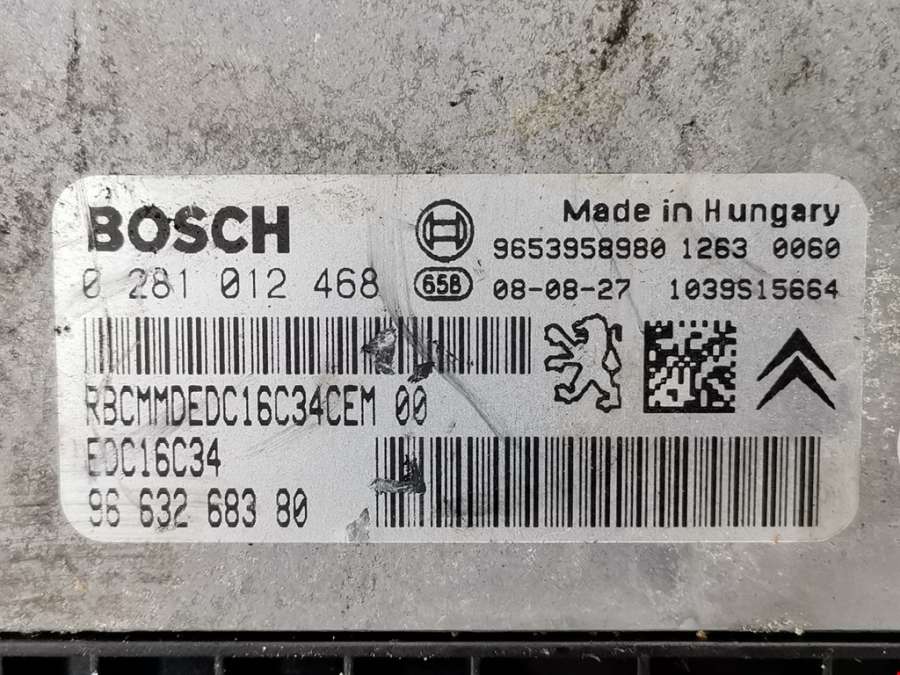 BOSCH
0 281 012 468
Made in Hungary
9653958980 1263 0060
658 08-08-27 1039S15664
RBCMMDEDC16C34CEM 00
EDC16C34
96 632 683 80